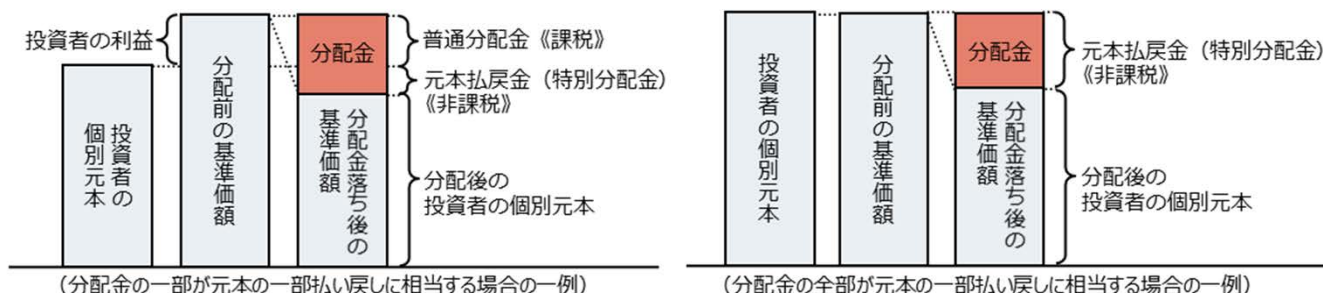 投資者の利益
投資者の
個別元本
分配前の基準価額
分配金
分配金落ち後の
基準価額
普通分配金《課税》
元本払戻金（特別分配金）
《非課税》
分配後の
投資者の個別元本
（分配金の一部が元本の一部払い戻しに相当する場合の一例）
投資者の個別元本
分配前の基準価額
分配金
分配金落ち後の
基準価額
元本払戻金（特別分配金）
《非課税》
分配後の
投資者の個別元本
（分配金の全部が元本の一部払い戻しに相当する場合の一例）